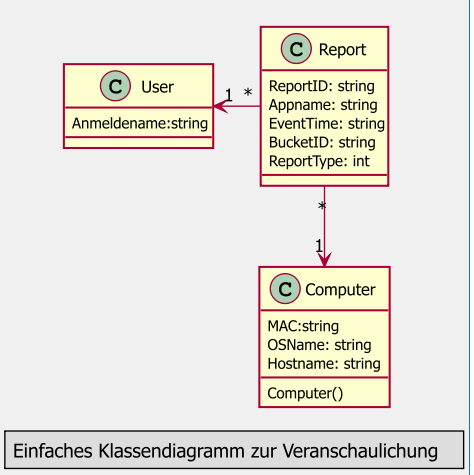 C Report
ReportID: string
Appname: string
EventTime: string
BucketID: string
ReportType: int
C User
Anmeldename:string
1 *
*
1
C Computer
MAC:string
OSName: string
Hostname: string
Computer()
Einfaches Klassendiagramm zur Veranschaulichung